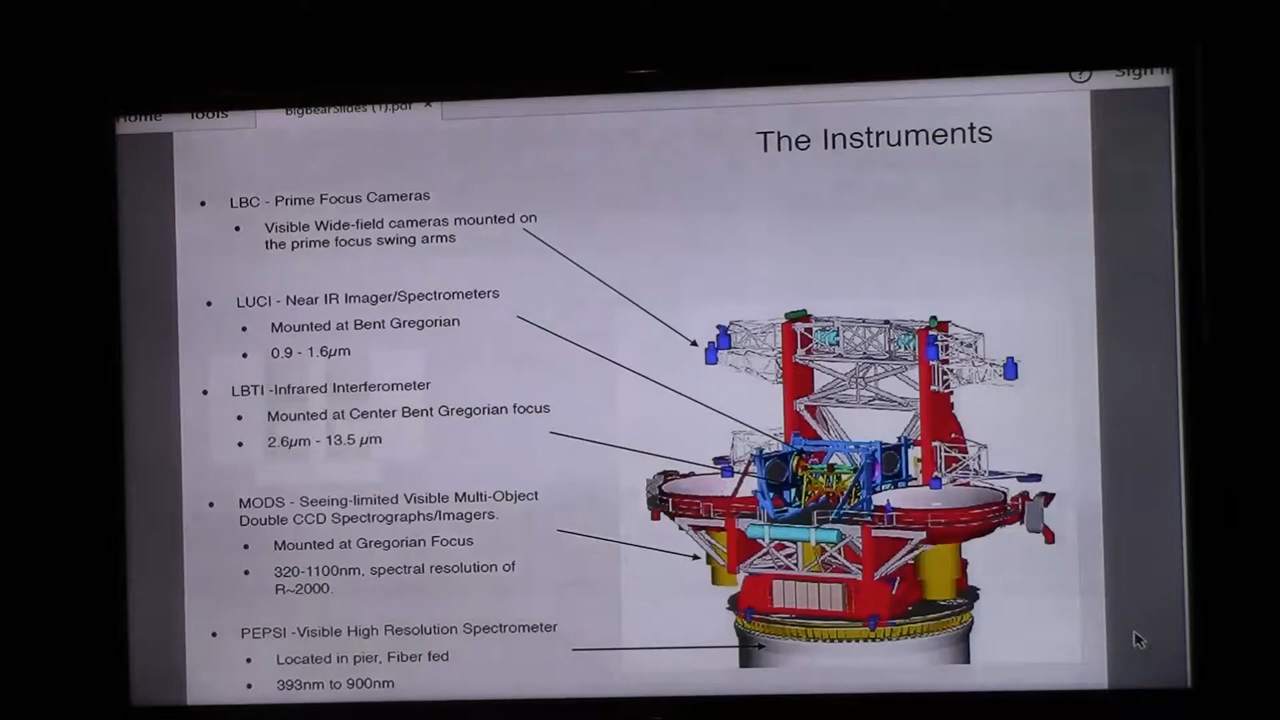 Home Tools BigBearSlides (1).pdf ×
? Sign In
The Instruments
• LBC - Prime Focus Cameras
• Visible Wide-field cameras mounted on
the prime focus swing arms
• LUCI - Near IR Imager/Spectrometers
• Mounted at Bent Gregorian
• 0.9 - 1.6µm
• LBTI -Infrared Interferometer
• Mounted at Center Bent Gregorian focus
• 2.6µm - 13.5 µm
• MODS - Seeing-limited Visible Multi-Object
Double CCD Spectrographs/Imagers.
• Mounted at Gregorian Focus
• 320-1100nm, spectral resolution of
R~2000.
• PEPSI -Visible High Resolution Spectrometer
• Located in pier, Fiber fed
• 393nm to 900nm